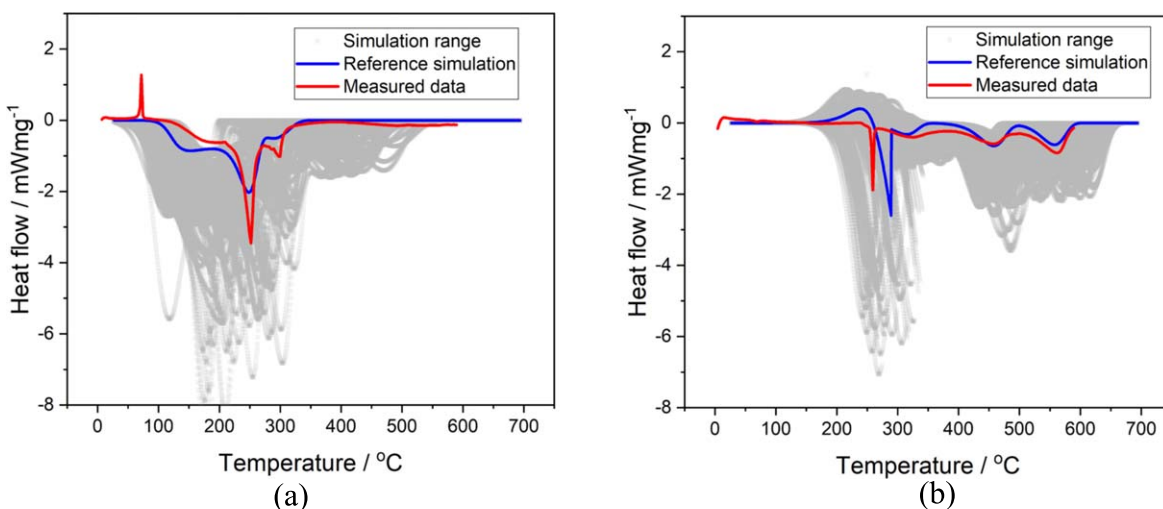 2
0
-2
-4
-6
-8
Heat flow / mWmg⁻¹
Simulation range
Reference simulation
Measured data
0 100 200 300 400 500 600 700
Temperature / °C
(a)
2
0
-2
-4
-6
-8
Heat flow / mWmg⁻¹
Simulation range
Reference simulation
Measured data
0 100 200 300 400 500 600 700
Temperature / °C
(b)